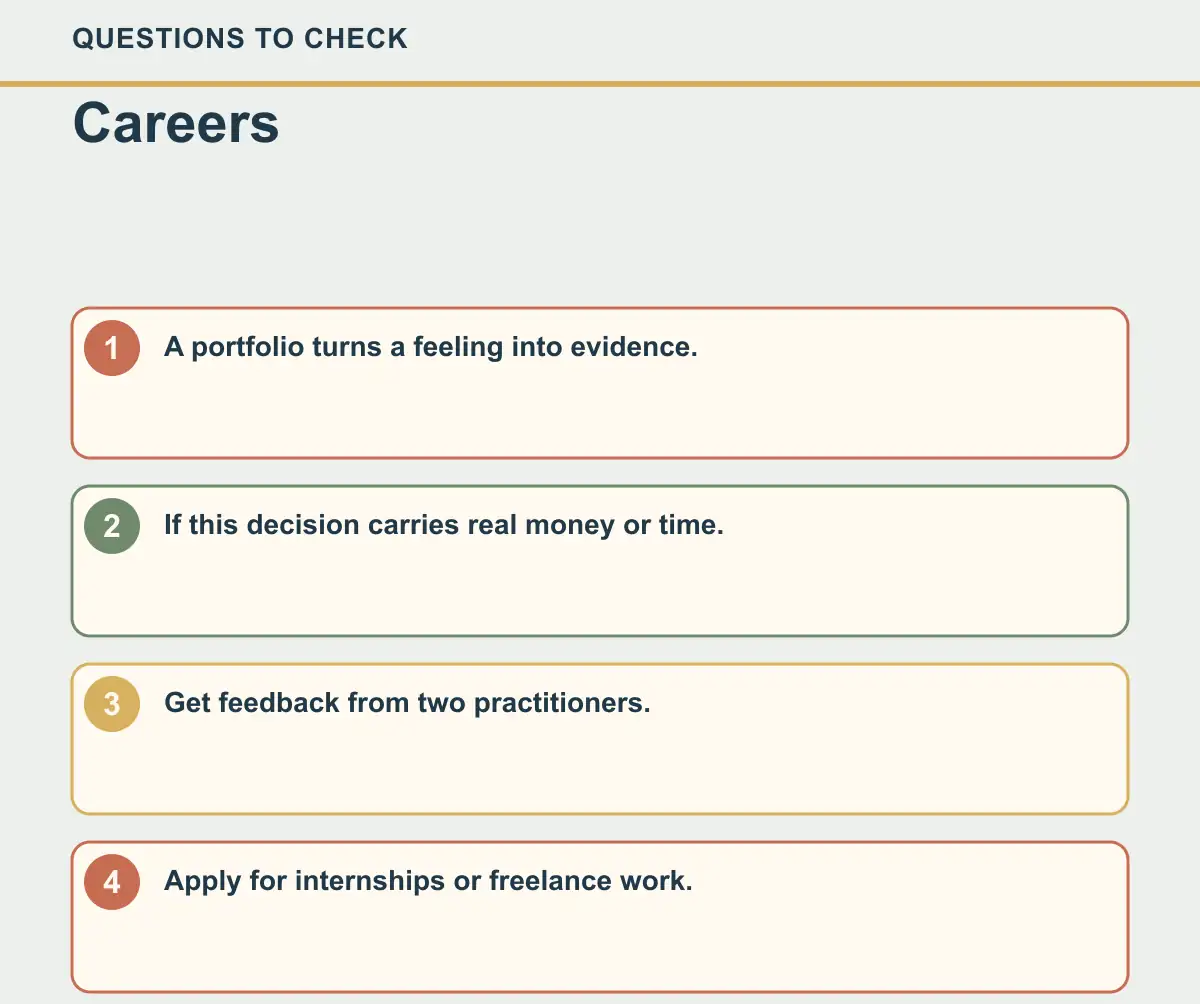 QUESTIONS TO CHECK
Careers
1 A portfolio turns a feeling into evidence.
2 If this decision carries real money or time.
3 Get feedback from two practitioners.
4 Apply for internships or freelance work.